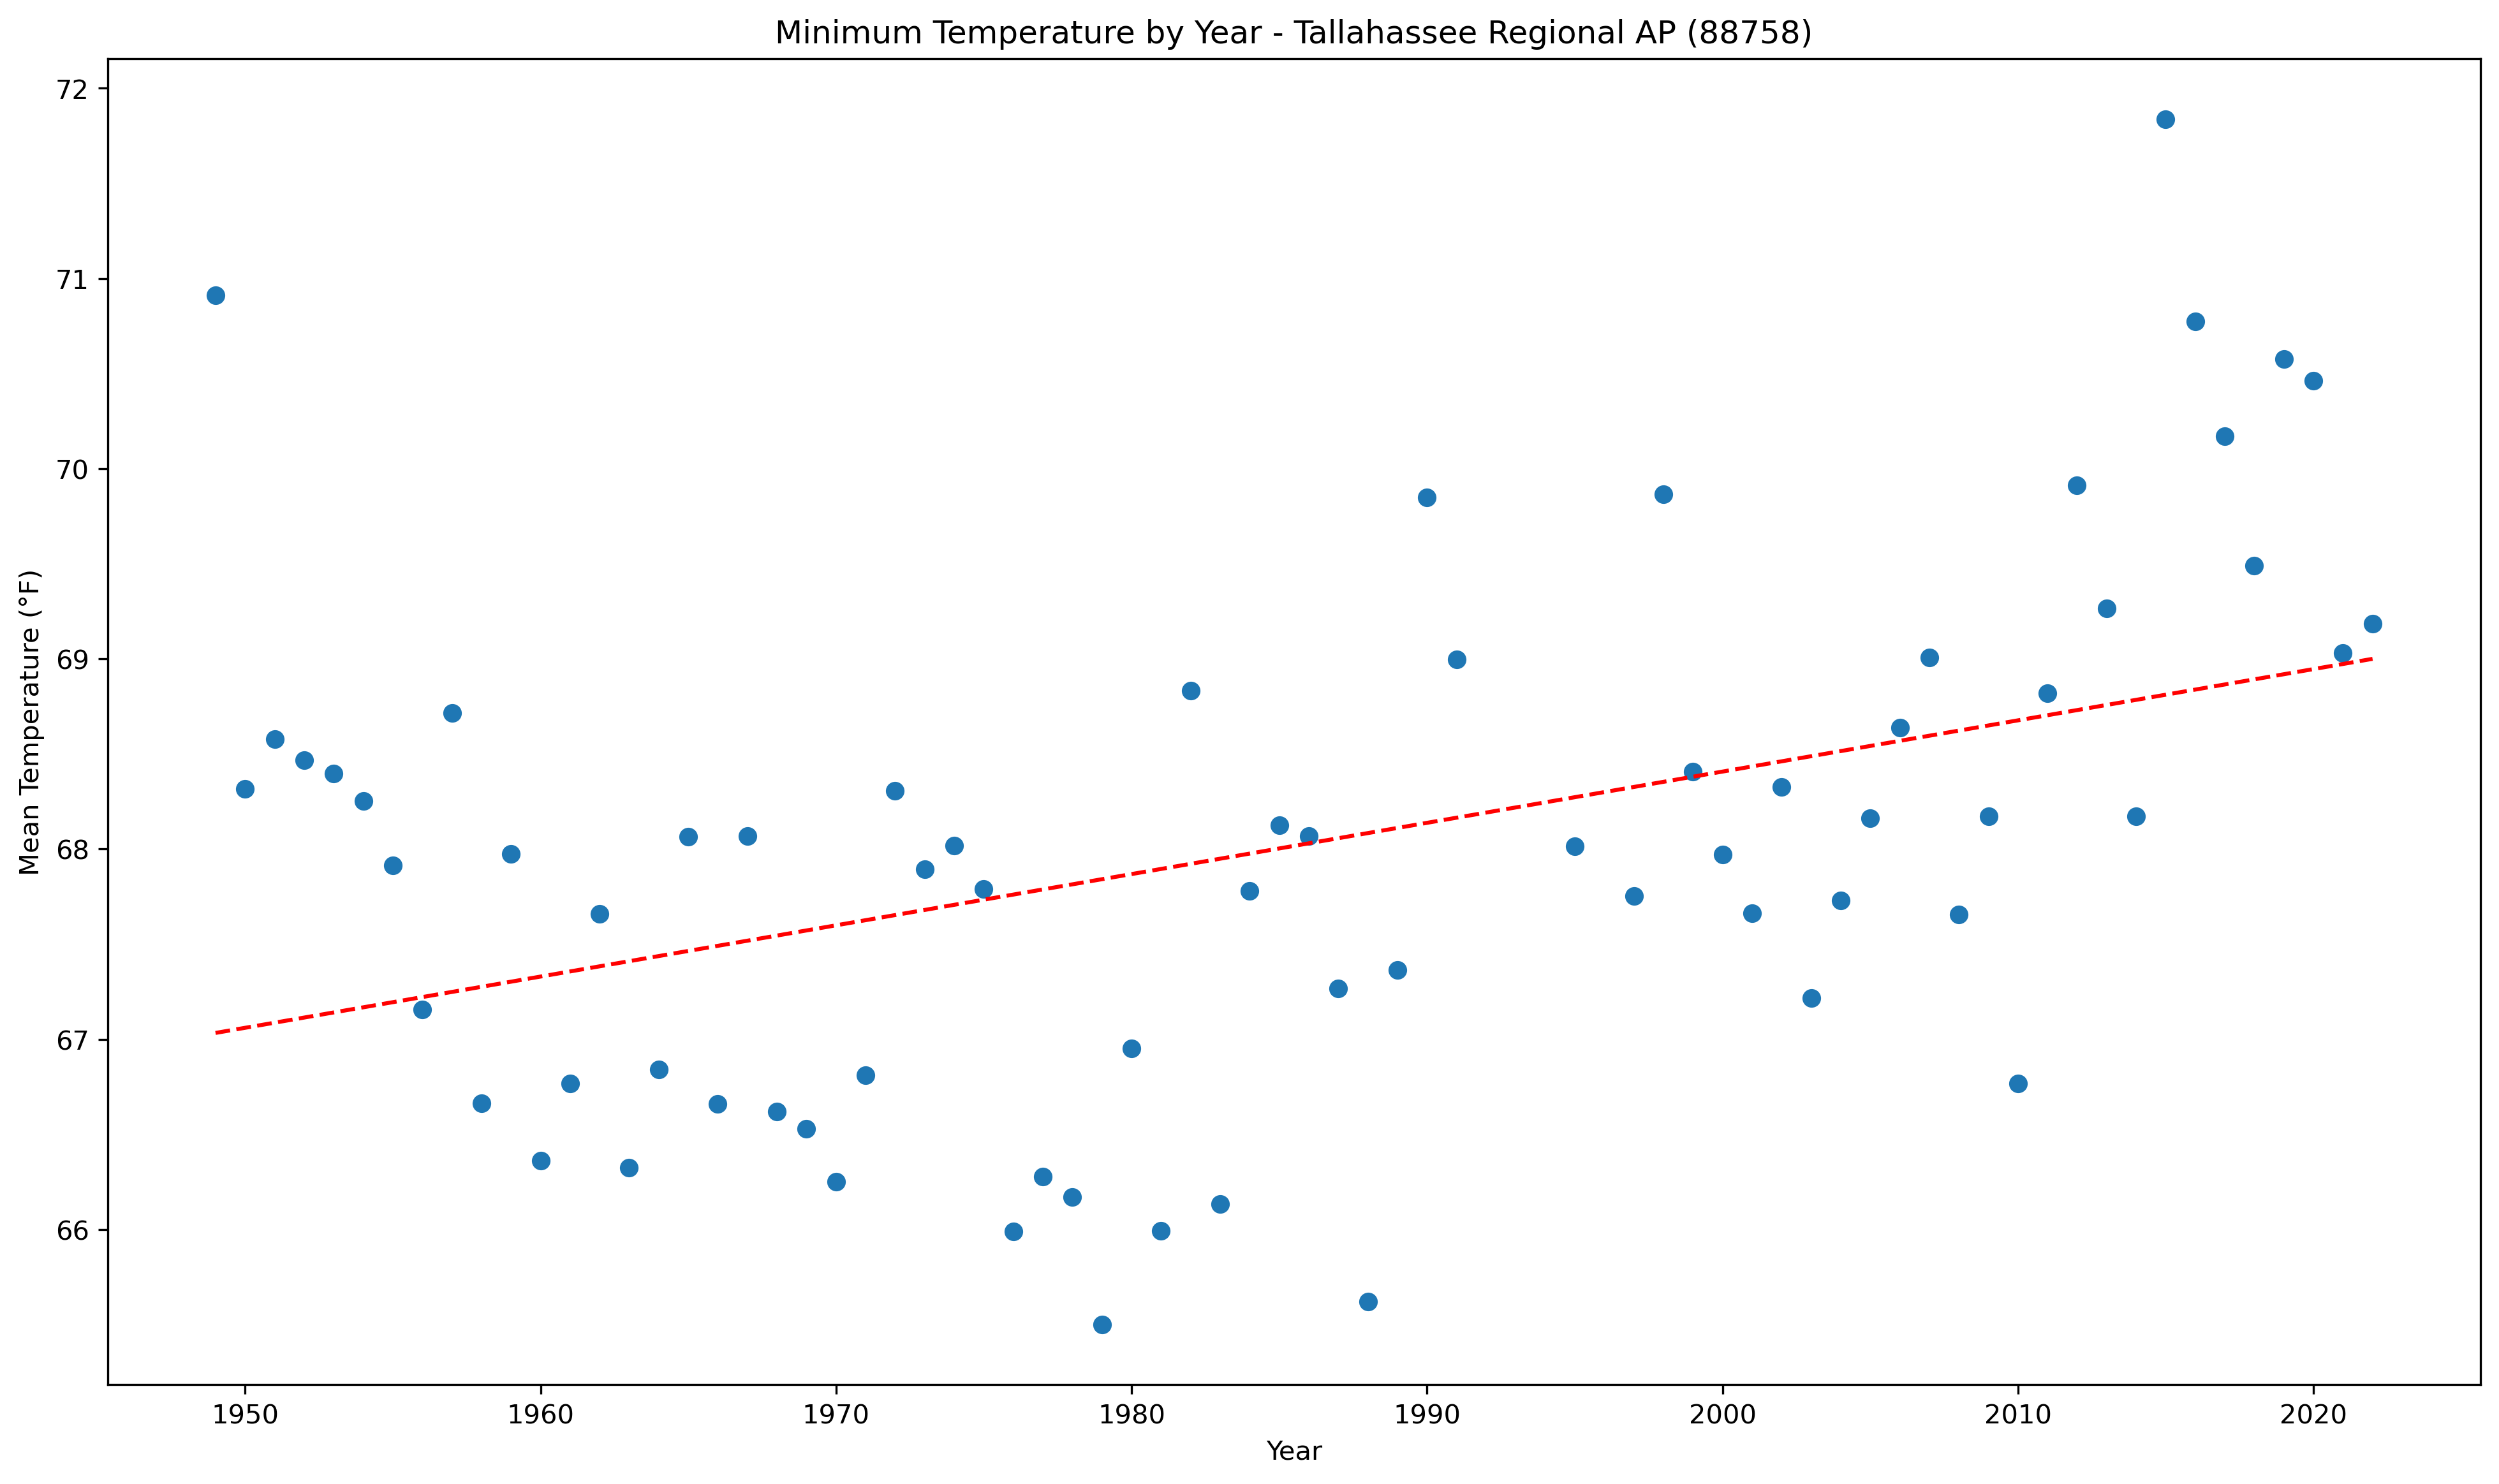 Minimum Temperature by Year - Tallahassee Regional AP (88758)
72
71
70
69
68
67
66
Mean Temperature (°F)
1950 1960 1970 1980 1990 2000 2010 2020
Year